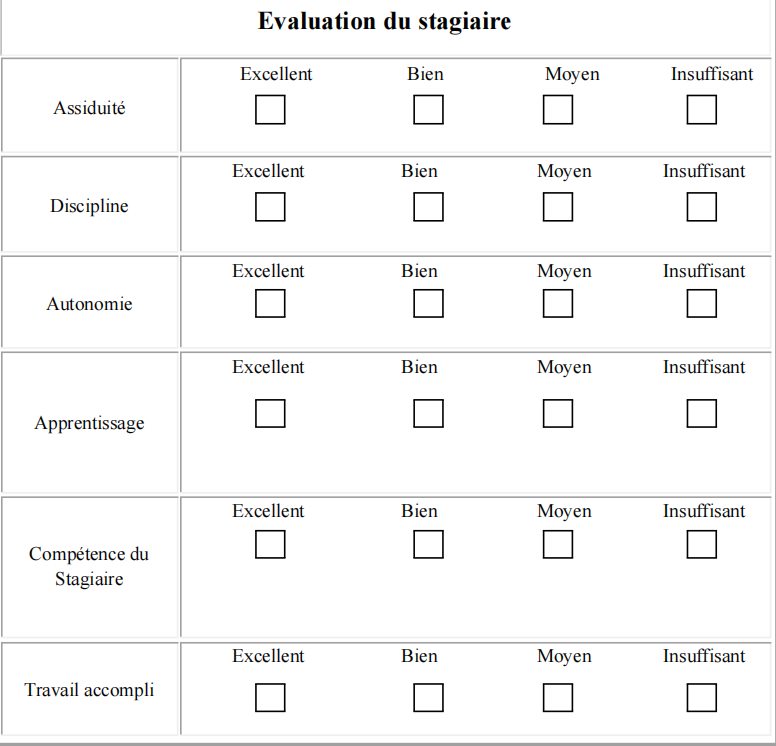 Evaluation du stagiaire
Excellent Bien Moyen Insuffisant
Assiduité
Excellent Bien Moyen Insuffisant
Discipline
Excellent Bien Moyen Insuffisant
Autonomie
Excellent Bien Moyen Insuffisant
Apprentissage
Excellent Bien Moyen Insuffisant
Compétence du
Stagiaire
Excellent Bien Moyen Insuffisant
Travail accompli